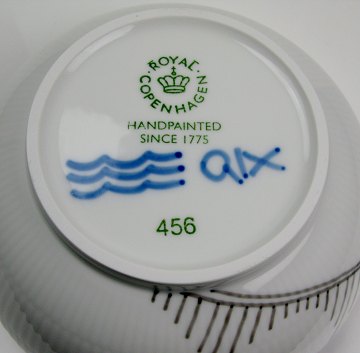 ROYAL
COPENHAGEN
HANDPAINTED
SINCE 1775
456